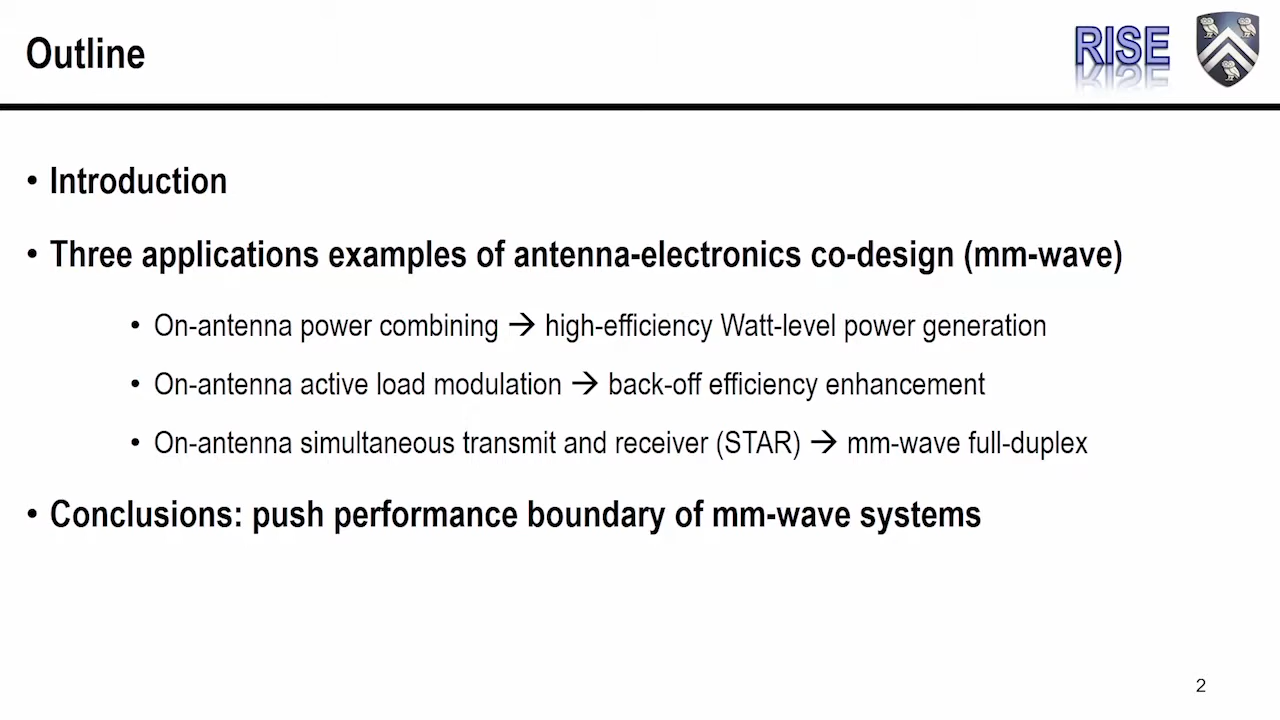 Outline
RISE
• Introduction
• Three applications examples of antenna-electronics co-design (mm-wave)
• On-antenna power combining → high-efficiency Watt-level power generation
• On-antenna active load modulation → back-off efficiency enhancement
• On-antenna simultaneous transmit and receiver (STAR) → mm-wave full-duplex
• Conclusions: push performance boundary of mm-wave systems
2